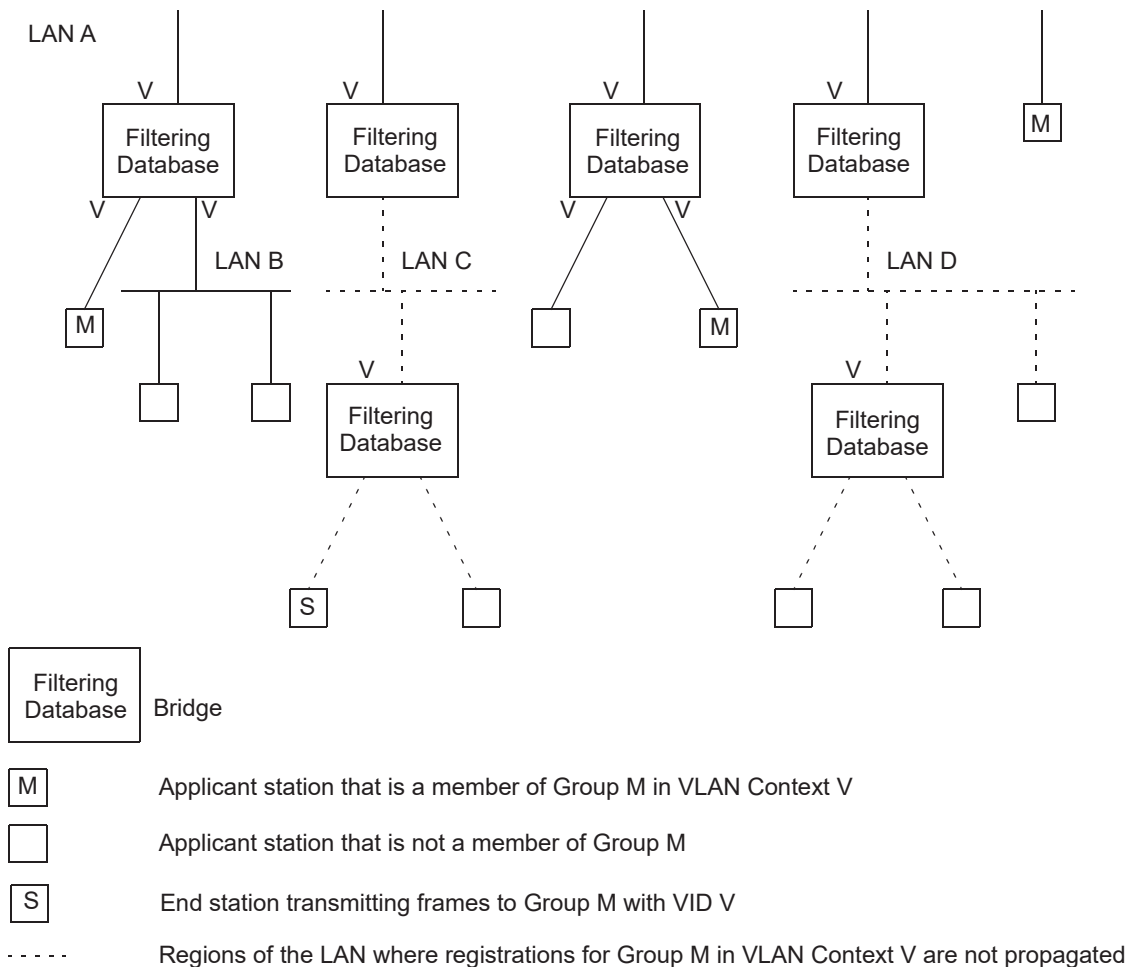 LAN A
V
V
V
V
Filtering
Database
Filtering
Database
Filtering
Database
Filtering
Database
M
V
V
V
V
LAN B
LAN C
LAN D
M
M
V
V
Filtering
Database
Filtering
Database
S
Filtering
Database
Bridge
M Applicant station that is a member of Group M in VLAN Context V
Applicant station that is not a member of Group M
S End station transmitting frames to Group M with VID V
Regions of the LAN where registrations for Group M in VLAN Context V are not propagated